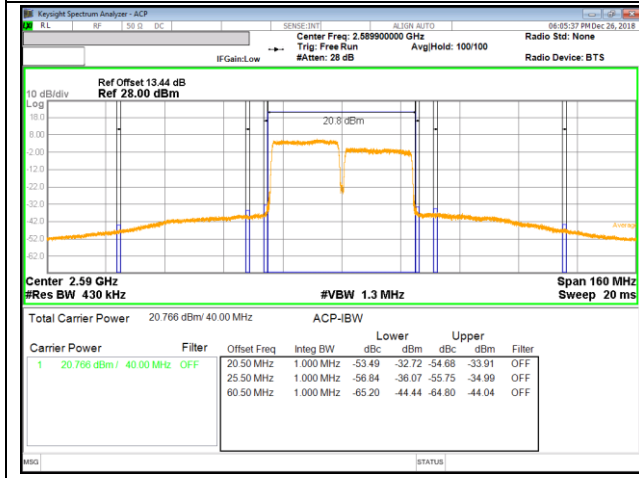 Keysight Spectrum Analyzer - ACP
RL RF 50 Ω DC SENSE:INT ALIGN AUTO 06:05:37 PM Dec 26, 2018
Center Freq: 2.589900000 GHz Radio Std: None
Trig: Free Run Avg|Hold: 100/100
IFGain:Low #Atten: 28 dB Radio Device: BTS
Ref Offset 13.44 dB
10 dB/div Ref 28.00 dBm
Log
18.0
20.8 dBm
8.00
-2.00
-12.0
-22.0
-32.0
-42.0
Average
-52.0
-62.0
Center 2.59 GHz Span 160 MHz
#Res BW 430 kHz #VBW 1.3 MHz Sweep 20 ms
Total Carrier Power 20.766 dBm/ 40.00 MHz ACP-IBW
Lower Upper
Carrier Power Filter Offset Freq Integ BW dBc dBm dBc dBm Filter
1 20.766 dBm / 40.00 MHz OFF 20.50 MHz 1.000 MHz -53.49 -32.72 -54.68 -33.91 OFF
25.50 MHz 1.000 MHz -56.84 -36.07 -55.75 -34.99 OFF
60.50 MHz 1.000 MHz -65.20 -44.44 -64.80 -44.04 OFF
MSG STATUS